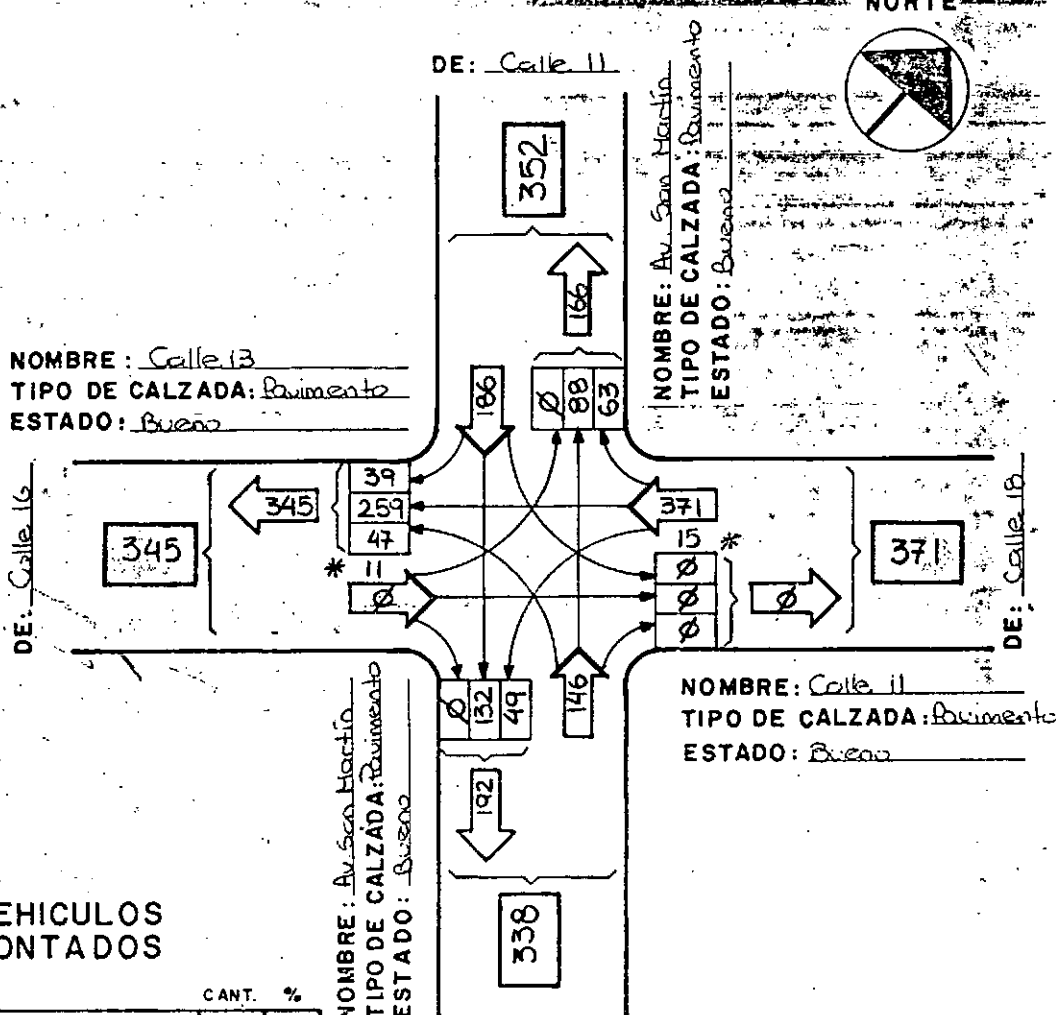 NORTE
DE: Calle 11
352
NOMBRE: Av. San Martín
TIPO DE CALZADA: Pavimento
ESTADO: Bueno
166
Ø 88 63
NOMBRE: Calle 13
TIPO DE CALZADA: Pavimento
ESTADO: Bueno
186
DE: Calle 16
345
345
39
259
47
* 11
Ø
371
15 *
Ø
Ø
Ø
Ø
371
DE: Calle 18
Ø 132 49
146
192
338
NOMBRE: Calle 11
TIPO DE CALZADA: Pavimento
ESTADO: Bueno
NOMBRE: Av San Martín
TIPO DE CALZADA: Pavimento
ESTADO: Bueno
EHICULOS
ONTADOS
CANT. %